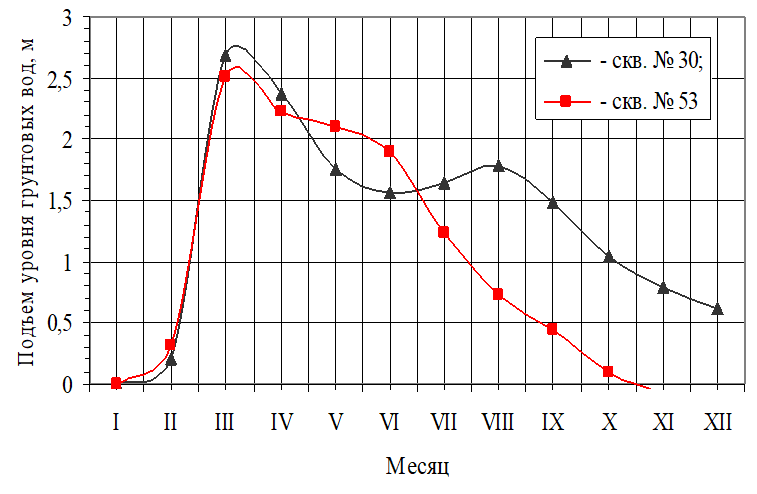 Подъем уровня грунтовых вод, м
3
2,5
2
1,5
1
0,5
0
- скв. № 30;
- скв. № 53
I II III IV V VI VII VIII IX X XI XII
Месяц